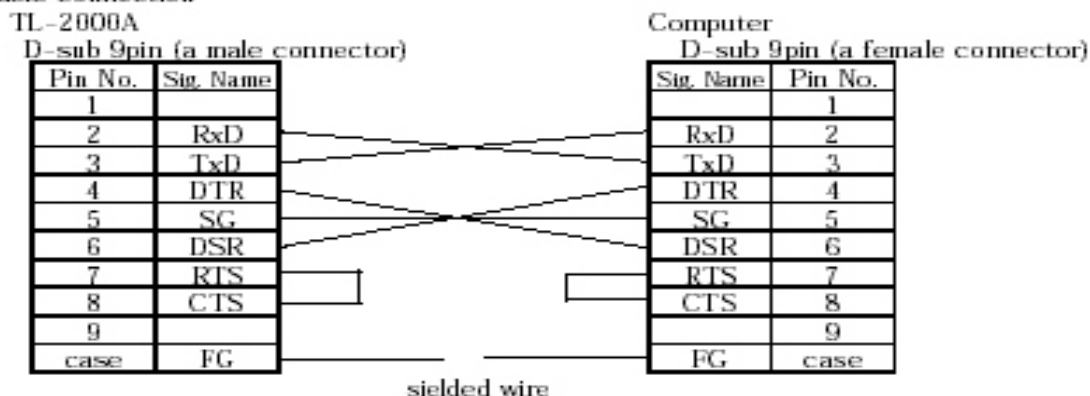 TL-2000A Computer
D-sub 9pin (a male connector) D-sub 9pin (a female connector)
Pin No. Sig. Name Sig. Name Pin No.
1 1
2 RxD RxD 2
3 TxD TxD 3
4 DTR DTR 4
5 SG SG 5
6 DSR DSR 6
7 RTS RTS 7
8 CTS CTS 8
9 9
case FG FG case
sielded wire